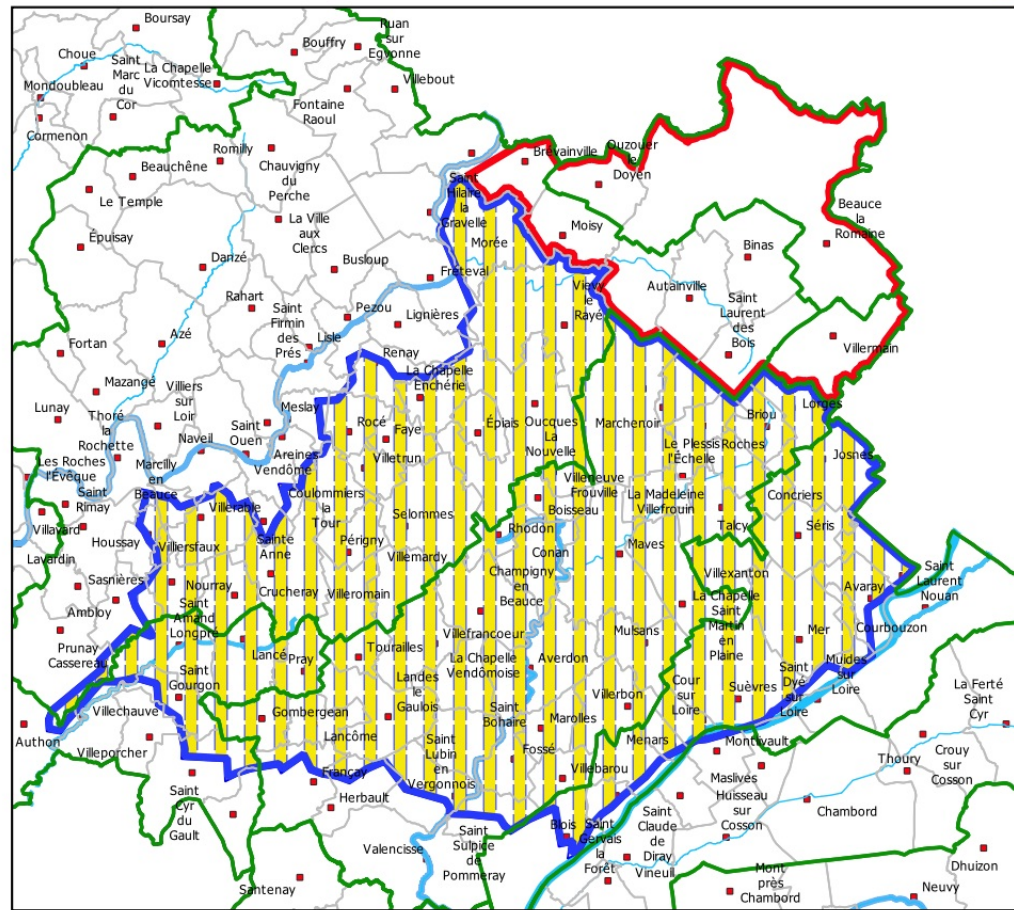 Boursay
Ruan
sur
Egvonne
Bouffry
Choue
Saint
Marc
du
Cor
La Chapelle
Vicomtesse
Villebout
Mondoubleau
Fontaine
Raoul
Cormenon
Romilly
Beauchêne
Chauvigny
du
Perche
Brévainville
Ouzouer
le
Doyen
Le Temple
Saint
Hilaire
la
Gravelle
Beauce
la
Romaine
La Ville
aux
Clercs
Moisy
Épuisay
Morée
Binas
Danzé
Busloup
Fréteval
Autainville
Vievy
le
Rayé
Rahart
Saint
Firmin
des
Prés
Pezou
Lignières
Saint
Laurent
des
Bois
Fortan
Azé
Lisle
Renay
Villermain
La Chapelle
Enchérie
Mazangé
Villiers
sur
Loir
Lunay
Thoré
la
Rochette
Meslay
Lorges
Briou
Saint
Ouen
Rocé
Faye
Épiais
Oucques
La
Nouvelle
Marchenoir
Naveil
Le Plessis
l'Échelle
Roches
Josnes
Areines
Vendôme
Villetrun
Les Roches
l'Évêque
Marcilly
en
Beauce
Villeneuve
Frouville
Saint
Rimay
Coulommiers
la
Tour
La Madeleine
Villefrouin
Concriers
Villavard
Villerable
Selommes
Boisseau
Rhodon
Talcy
Séris
Houssay
Villiersfaux
Sainte
Anne
Périgny
Lavardin
Villemardy
Conan
Maves
Saint
Laurent
Nouan
Sasnières
Nourray
Crucheray
Villeromain
Champigny
en
Beauce
Villexanton
Avaray
Ambloy
Saint
Amand
Longpré
La Chapelle
Saint
Martin
en
Plaine
Courbouzon
Prunay
Cassereau
Villefrancoeur
Mulsans
Mer
Lancé
Pray
Tourailles
La Chapelle
Vendômoise
Averdon
Saint
Gourgon
Landes
le
Gaulois
Cour
sur
Loire
Suèvres
Saint
Dyé
sur
Loire
Muides
sur
Loire
La Ferté
Saint
Cyr
Villechauve
Gombergean
Villerbon
Authon
Saint
Bohaire
Marolles
Villeporcher
Lancôme
Menars
Montlivault
Crouy
sur
Cosson
Saint
Lubin
en
Vergonnois
Fossé
Thoury
Françay
Villebarou
Maslives
Saint
Cyr
du
Gault
Herbault
Huisseau
sur
Cosson
Chambord
Blois
Saint
Gervais
la
Forêt
Saint
Claude
de
Diray
Valencisse
Saint
Sulpice
de
Pommeray
Vineuil
Dhuizon
Mont
près
Chambord
Santenay
Neuvy